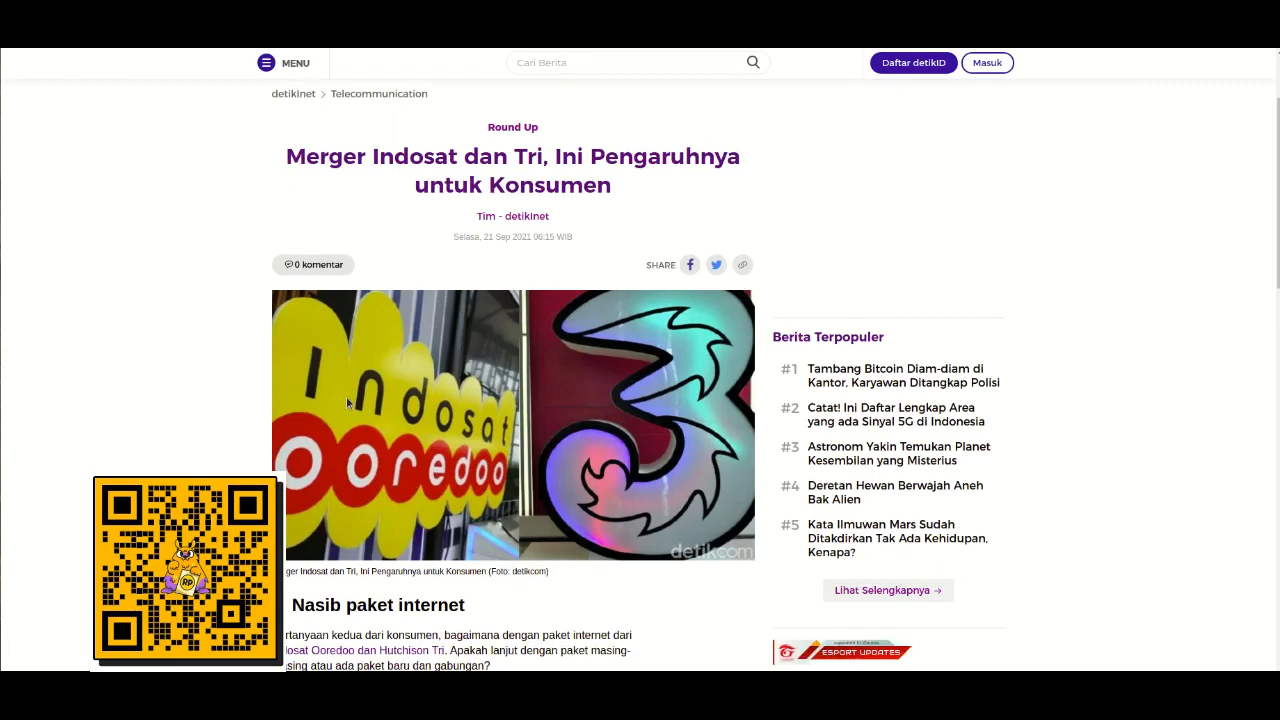 MENU
Cari Berita
Daftar detikID
Masuk
detikInet > Telecommunication
Round Up
Merger Indosat dan Tri, Ini Pengaruhnya
untuk Konsumen
Tim - detikInet
Selasa, 21 Sep 2021 06:15 WIB
0 komentar
SHARE
Indosat
ooredoo
3
detikcom
ger Indosat dan Tri, Ini Pengaruhnya untuk Konsumen (Foto: detikcom)
Nasib paket internet
rtanyaan kedua dari konsumen, bagaimana dengan paket internet dari
losat Ooredoo dan Hutchison Tri. Apakah lanjut dengan paket masing-
sing atau ada paket baru dan gabungan?
RP
Berita Terpopuler
#1 Tambang Bitcoin Diam-diam di
Kantor, Karyawan Ditangkap Polisi
#2 Catat! Ini Daftar Lengkap Area
yang ada Sinyal 5G di Indonesia
#3 Astronom Yakin Temukan Planet
Kesembilan yang Misterius
#4 Deretan Hewan Berwajah Aneh
Bak Alien
#5 Kata Ilmuwan Mars Sudah
Ditakdirkan Tak Ada Kehidupan,
Kenapa?
Lihat Selengkapnya →
ESPORT UPDATES